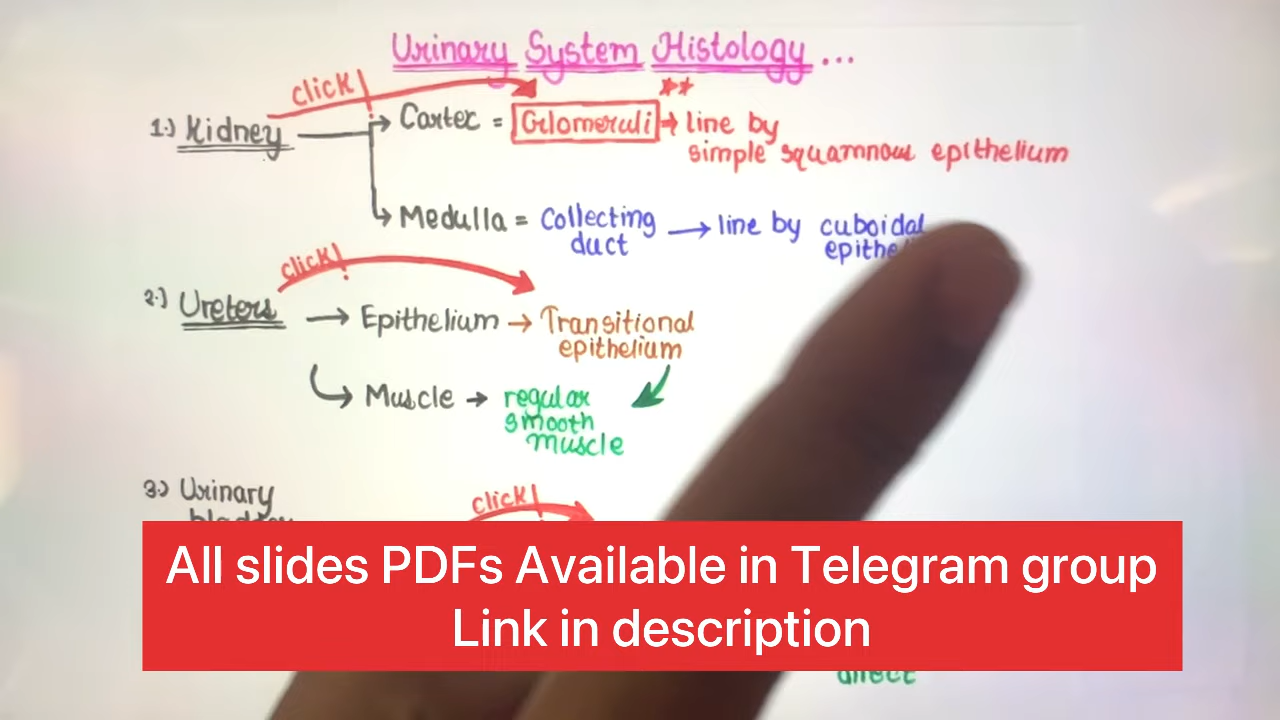 Urinary System Histology...
click!
1.) Kidney
Cortex = Glomeruli → line by
simple squamnous epithelium
Medulla = Collecting
duct → line by cuboidal
click!
2.) Ureters → Epithelium → Transitional
epithelium
Muscle → regular
smooth
muscle
3.) Urinary
bladder
click!
All slides PDFs Available in Telegram group
Link in description